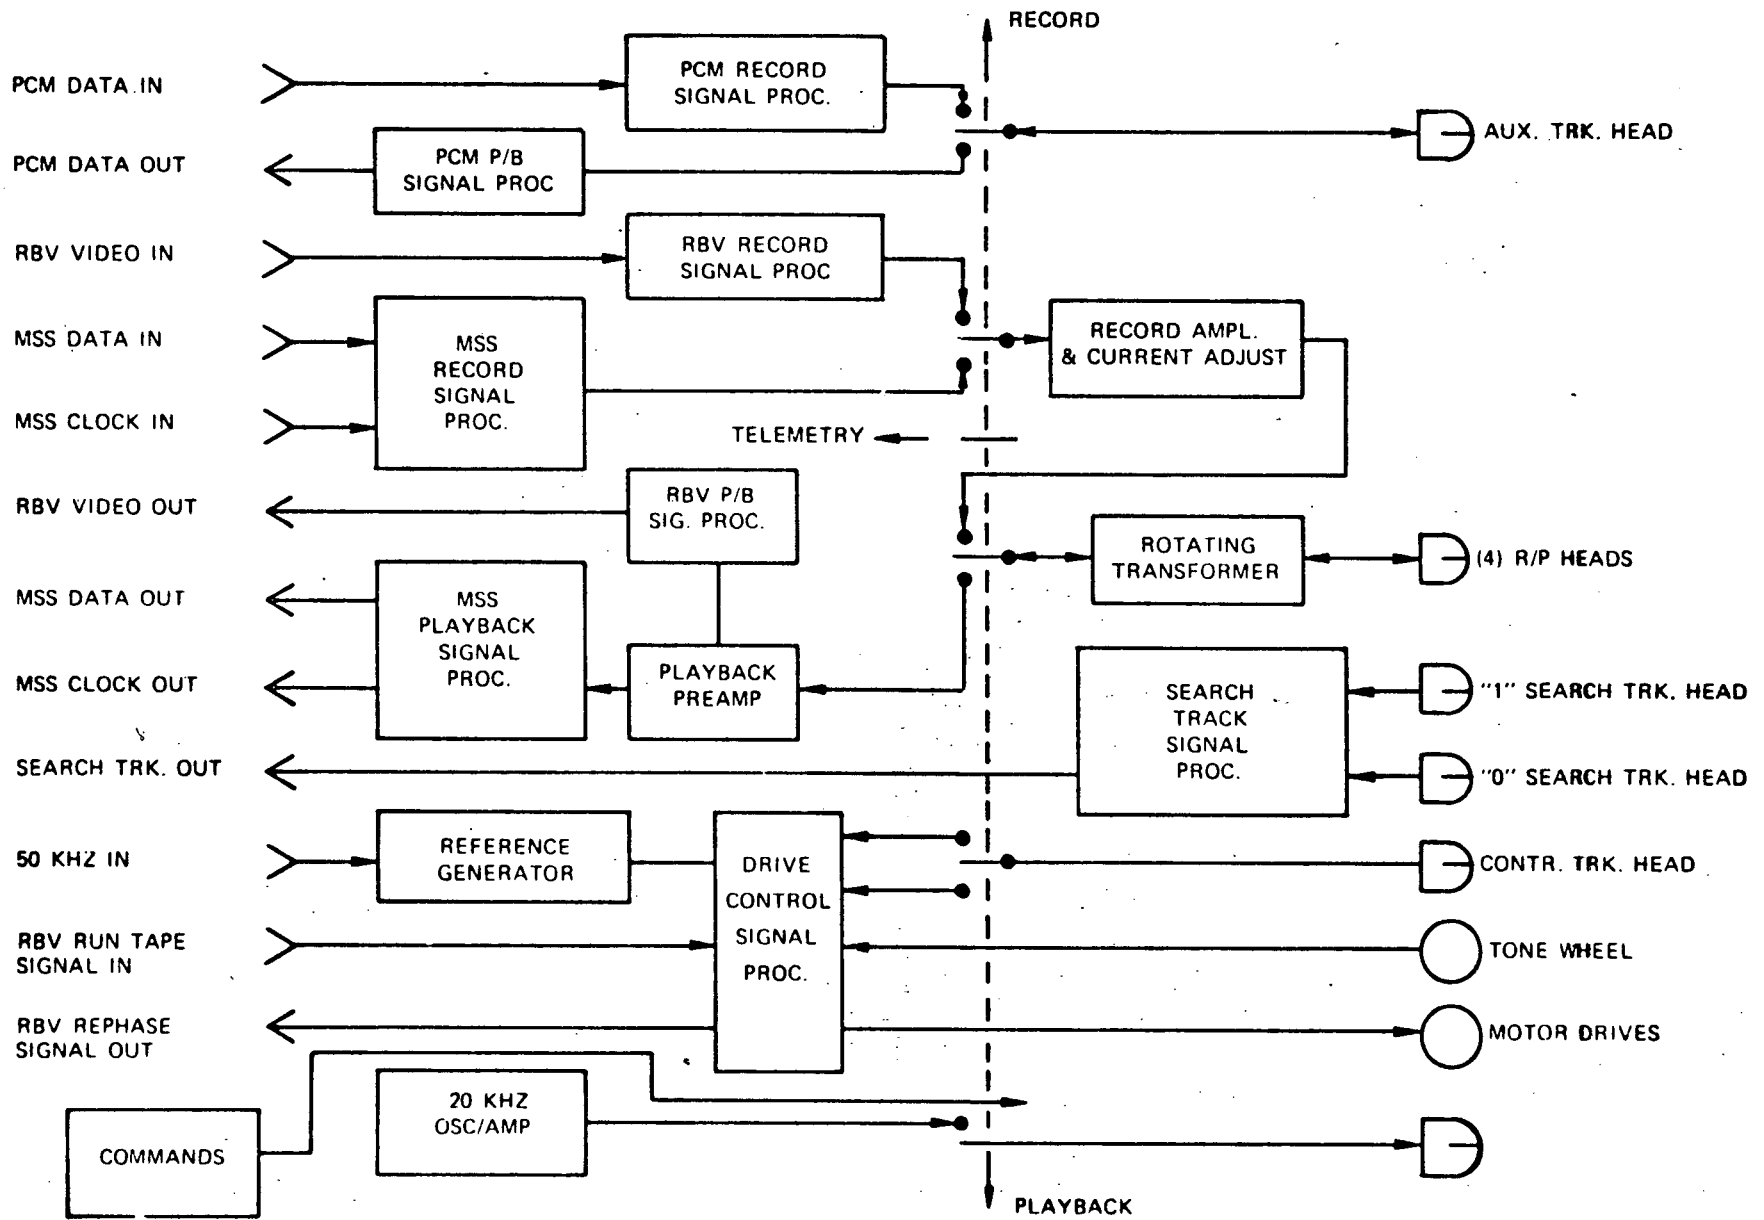 RECORD
PCM DATA IN
PCM RECORD
SIGNAL PROC.
AUX. TRK. HEAD
PCM DATA OUT
PCM P/B
SIGNAL PROC
RBV VIDEO IN
RBV RECORD
SIGNAL PROC
MSS DATA IN
MSS
RECORD
SIGNAL
PROC.
RECORD AMPL.
& CURRENT ADJUST
MSS CLOCK IN
TELEMETRY
RBV VIDEO OUT
RBV P/B
SIG. PROC.
ROTATING
TRANSFORMER
(4) R/P HEADS
MSS DATA OUT
MSS
PLAYBACK
SIGNAL
PROC.
MSS CLOCK OUT
PLAYBACK
PREAMP
SEARCH
TRACK
SIGNAL
PROC.
"1" SEARCH TRK. HEAD
SEARCH TRK. OUT
"0" SEARCH TRK. HEAD
50 KHZ IN
REFERENCE
GENERATOR
DRIVE
CONTROL
SIGNAL
PROC.
CONTR. TRK. HEAD
RBV RUN TAPE
SIGNAL IN
TONE WHEEL
RBV REPHASE
SIGNAL OUT
MOTOR DRIVES
20 KHZ
OSC/AMP
COMMANDS
PLAYBACK